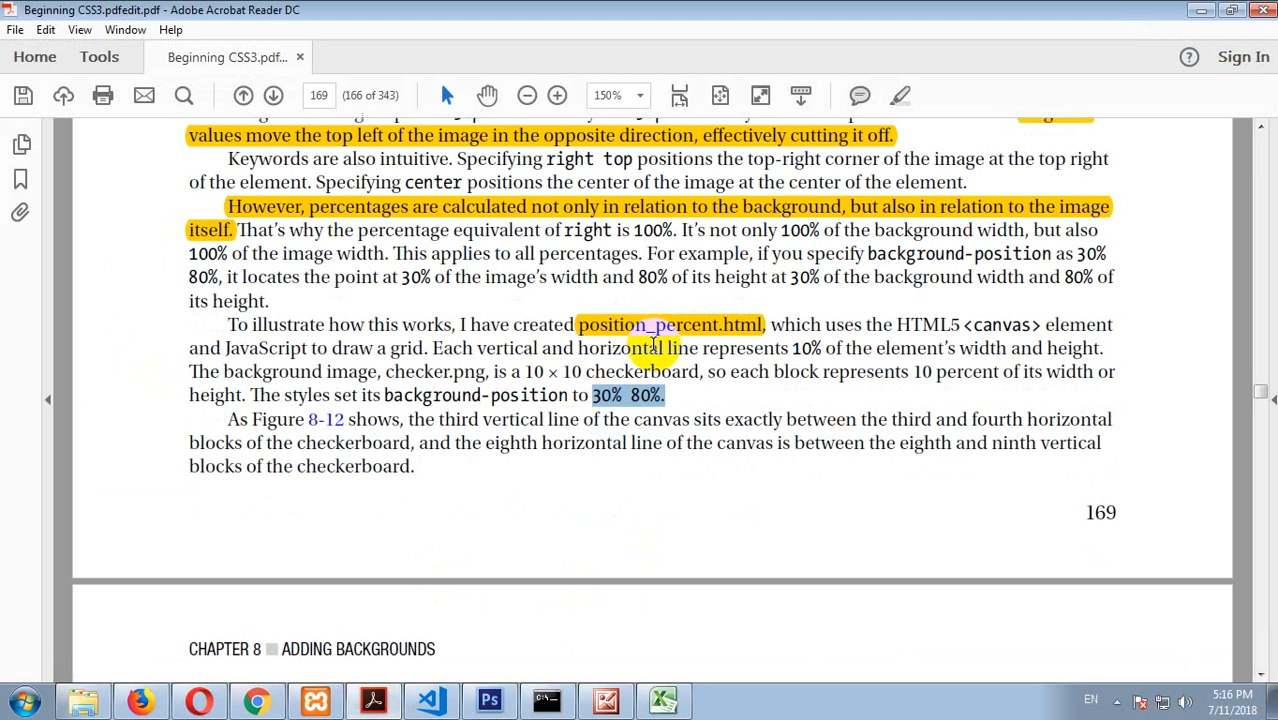 Beginning CSS3.pdfedit.pdf - Adobe Acrobat Reader DC
File Edit View Window Help
Home Tools Beginning CSS3.pdf... × ? Sign In
169 (166 of 343) 150%
values move the top left of the image in the opposite direction, effectively cutting it off.
Keywords are also intuitive. Specifying right top positions the top-right corner of the image at the top right
of the element. Specifying center positions the center of the image at the center of the element.
However, percentages are calculated not only in relation to the background, but also in relation to the image
itself. That's why the percentage equivalent of right is 100%. It's not only 100% of the background width, but also
100% of the image width. This applies to all percentages. For example, if you specify background-position as 30%
80%, it locates the point at 30% of the image's width and 80% of its height at 30% of the background width and 80% of
its height.
To illustrate how this works, I have created position_percent.html, which uses the HTML5 <canvas> element
and JavaScript to draw a grid. Each vertical and horizontal line represents 10% of the element's width and height.
The background image, checker.png, is a 10 × 10 checkerboard, so each block represents 10 percent of its width or
height. The styles set its background-position to 30% 80%.
As Figure 8-12 shows, the third vertical line of the canvas sits exactly between the third and fourth horizontal
blocks of the checkerboard, and the eighth horizontal line of the canvas is between the eighth and ninth vertical
blocks of the checkerboard.
169
CHAPTER 8 ADDING BACKGROUNDS
Ps
EN
5:16 PM
7/11/2018